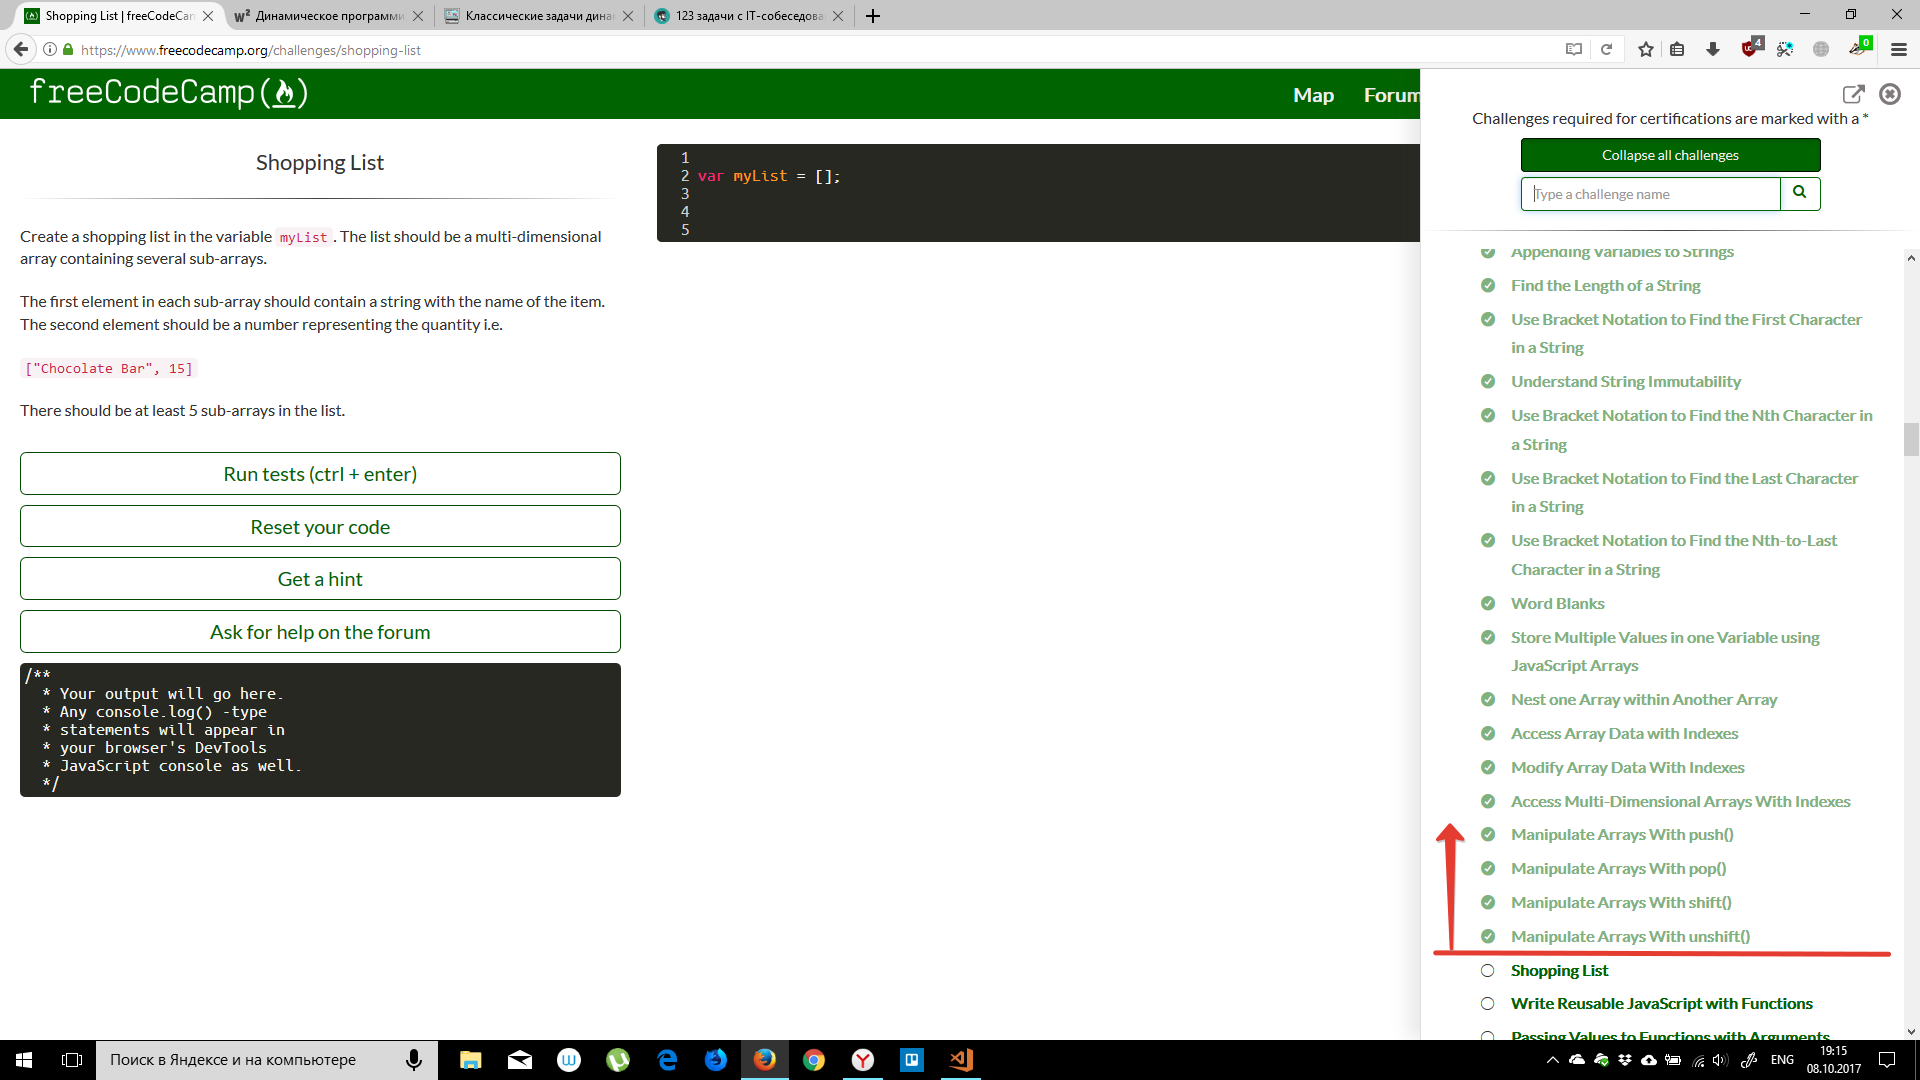 Shopping List | freeCodeCam
Динамическое программи
Классические задачи дина
123 задачи с IT-собеседова
https://www.freecodecamp.org/challenges/shopping-list
4
0
freeCodeCamp(
)
Map
Forum
Shopping List
Create a shopping list in the variable myList . The list should be a multi-dimensional
array containing several sub-arrays.
The first element in each sub-array should contain a string with the name of the item.
The second element should be a number representing the quantity i.e.
["Chocolate Bar", 15]
There should be at least 5 sub-arrays in the list.
Run tests (ctrl + enter)
Reset your code
Get a hint
Ask for help on the forum
/**
* Your output will go here.
* Any console.log() -type
* statements will appear in
* your browser's DevTools
* JavaScript console as well.
*/
1
2 var myList = [];
3
4
5
Challenges required for certifications are marked with a *
Collapse all challenges
Type a challenge name
Appending Variables to Strings
Find the Length of a String
Use Bracket Notation to Find the First Character
in a String
Understand String Immutability
Use Bracket Notation to Find the Nth Character in
a String
Use Bracket Notation to Find the Last Character
in a String
Use Bracket Notation to Find the Nth-to-Last
Character in a String
Word Blanks
Store Multiple Values in one Variable using
JavaScript Arrays
Nest one Array within Another Array
Access Array Data with Indexes
Modify Array Data With Indexes
Access Multi-Dimensional Arrays With Indexes
Manipulate Arrays With push()
Manipulate Arrays With pop()
Manipulate Arrays With shift()
Manipulate Arrays With unshift()
Shopping List
Write Reusable JavaScript with Functions
Passing Values to Functions with Arguments
Поиск в Яндексе и на компьютере
ENG
19:15
08.10.2017